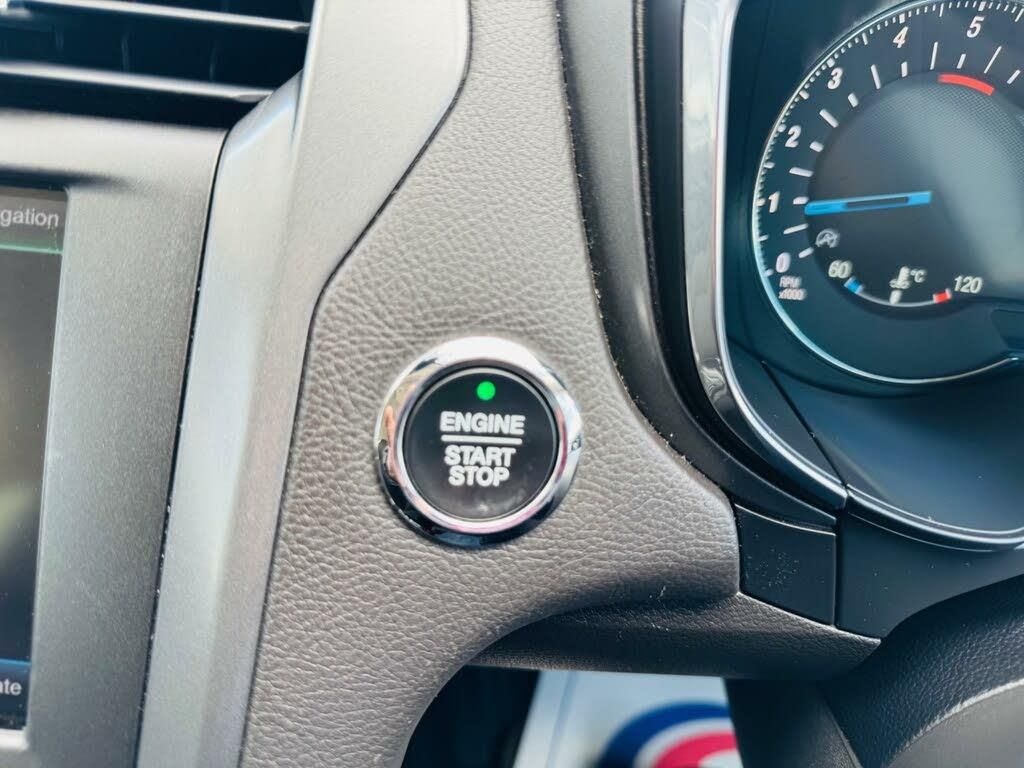 gation
ate
ENGINE
START
STOP
5
4
3
2
1
0
RPM
x1000
60
°C
120